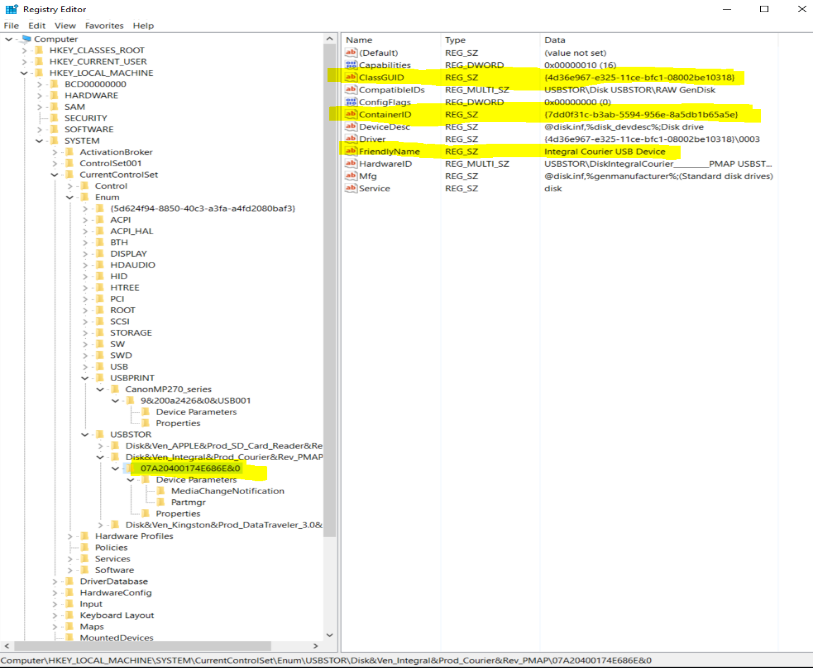 Registry Editor
File Edit View Favorites Help
Computer
HKEY_CLASSES_ROOT
HKEY_CURRENT_USER
HKEY_LOCAL_MACHINE
BCD00000000
HARDWARE
SAM
SECURITY
SOFTWARE
SYSTEM
ActivationBroker
ControlSet001
CurrentControlSet
Control
Enum
{5d624f94-8850-40c3-a3fa-a4fd2080baf3}
ACPI
ACPI_HAL
BTH
DISPLAY
HDAUDIO
HID
HTREE
PCI
ROOT
SCSI
STORAGE
SW
SWD
USB
USBPRINT
CanonMP270_series
9&200a2426&0&USB001
Device Parameters
Properties
USBSTOR
Disk&Ven_APPLE&Prod_SD_Card_Reader&Re
Disk&Ven_Integral&Prod_Courier&Rev_PMAP
07A20400174E686E&0
Device Parameters
MediaChangeNotification
Partmgr
Properties
Disk&Ven_Kingston&Prod_DataTraveler_3.0&
Hardware Profiles
Policies
Services
Software
DriverDatabase
HardwareConfig
Input
Keyboard Layout
Maps
MountedDevices
Name Type Data
(Default) REG_SZ (value not set)
Capabilities REG_DWORD 0x00000010 (16)
ClassGUID REG_SZ {4d36e967-e325-11ce-bfc1-08002be10318}
CompatibleIDs REG_MULTI_SZ USBSTOR\Disk USBSTOR\RAW GenDisk
ConfigFlags REG_DWORD 0x00000000 (0)
ContainerID REG_SZ {7dd0f31c-b3ab-5594-956e-8a5db1b65a5e}
DeviceDesc REG_SZ @disk.inf,%disk_devdesc%;Disk drive
Driver REG_SZ {4d36e967-e325-11ce-bfc1-08002be10318}\0003
FriendlyName REG_SZ Integral Courier USB Device
HardwareID REG_MULTI_SZ USBSTOR\DiskIntegralCourier_________PMAP USBST...
Mfg REG_SZ @disk.inf,%genmanufacturer%;(Standard disk drives)
Service REG_SZ disk
Computer\HKEY_LOCAL_MACHINE\SYSTEM\CurrentControlSet\Enum\USBSTOR\Disk&Ven_Integral&Prod_Courier&Rev_PMAP\07A20400174E686E&0